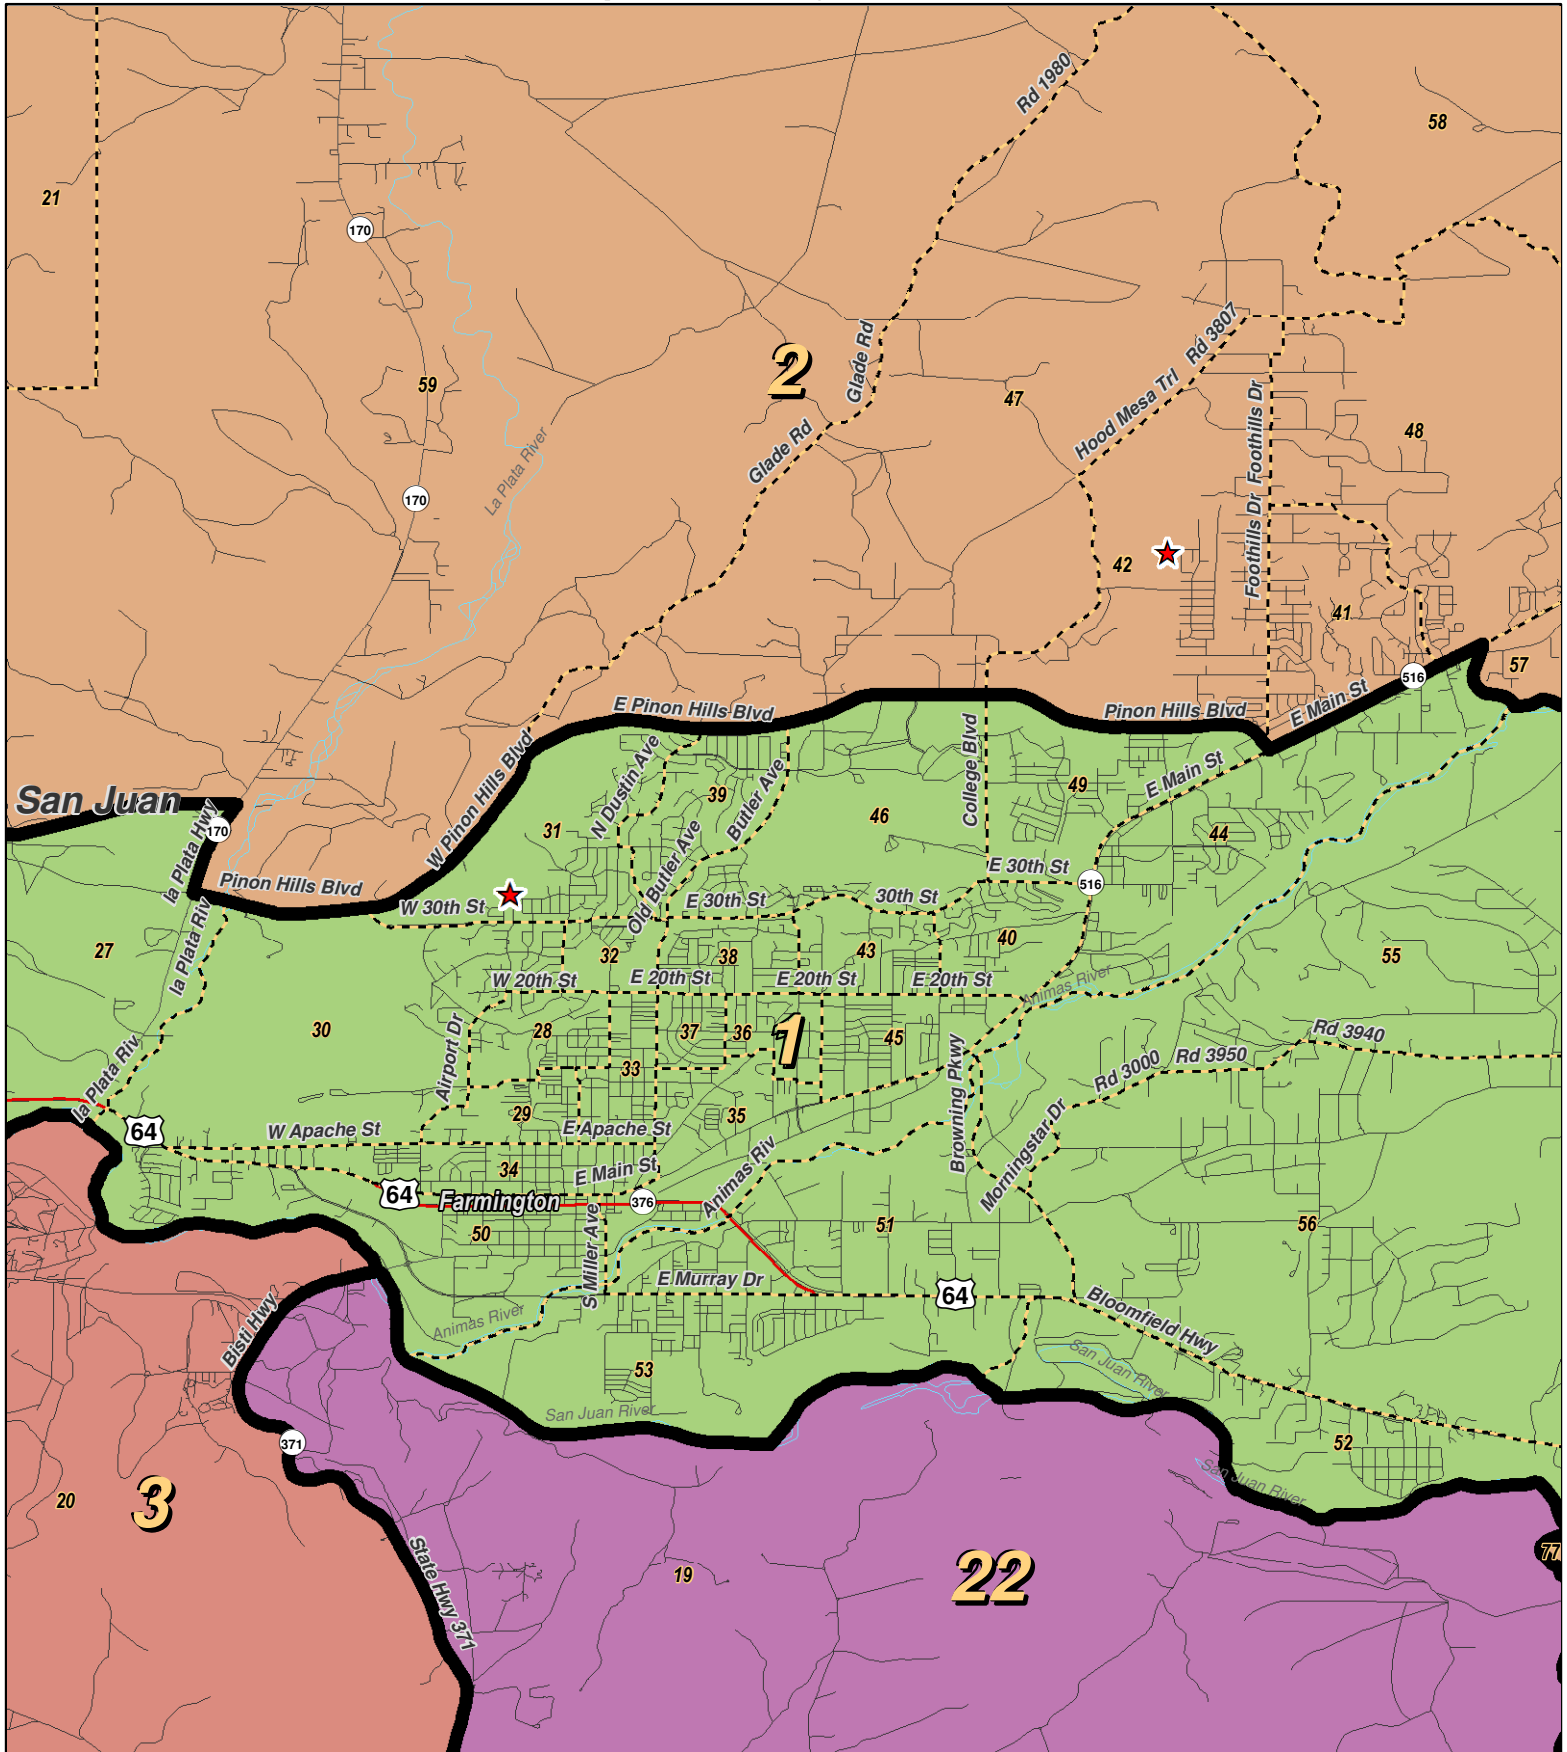 58
Rd 1980
21
170
59
2
Glade Rd
Rd 3807
Hood Mesa Trl
47
Foothills Dr
48
Glade Rd
La Plata River
170
42
Foothills Dr
41
57
516
E Main St
E Pinon Hills Blvd
Pinon Hills Blvd
College Blvd
W Pinon Hills Blvd
N Dustin Ave
39
Butler Ave
49
E Main St
San Juan
la Plata Hwy
170
31
46
44
Old Butler Ave
Pinon Hills Blvd
W 30th St
E 30th St
30th St
E 30th St
516
27
la Plata Riv
32
38
43
40
55
W 20th St
E 20th St
E 20th St
E 20th St
Animas River
30
28
37
36
1
45
Rd 3940
Airport Dr
33
Browning Pkwy
Rd 3000
Rd 3950
la Plata Riv
29
35
64
W Apache St
E Apache St
Morningstar Dr
34
E Main St
Animas Riv
64
Farmington
376
50
S Miller Ave
51
56
E Murray Dr
64
Bloomfield Hwy
Bisti Hwy
Animas River
San Juan River
53
San Juan River
371
52
San Juan River
20
3
State Hwy 371
19
22
77